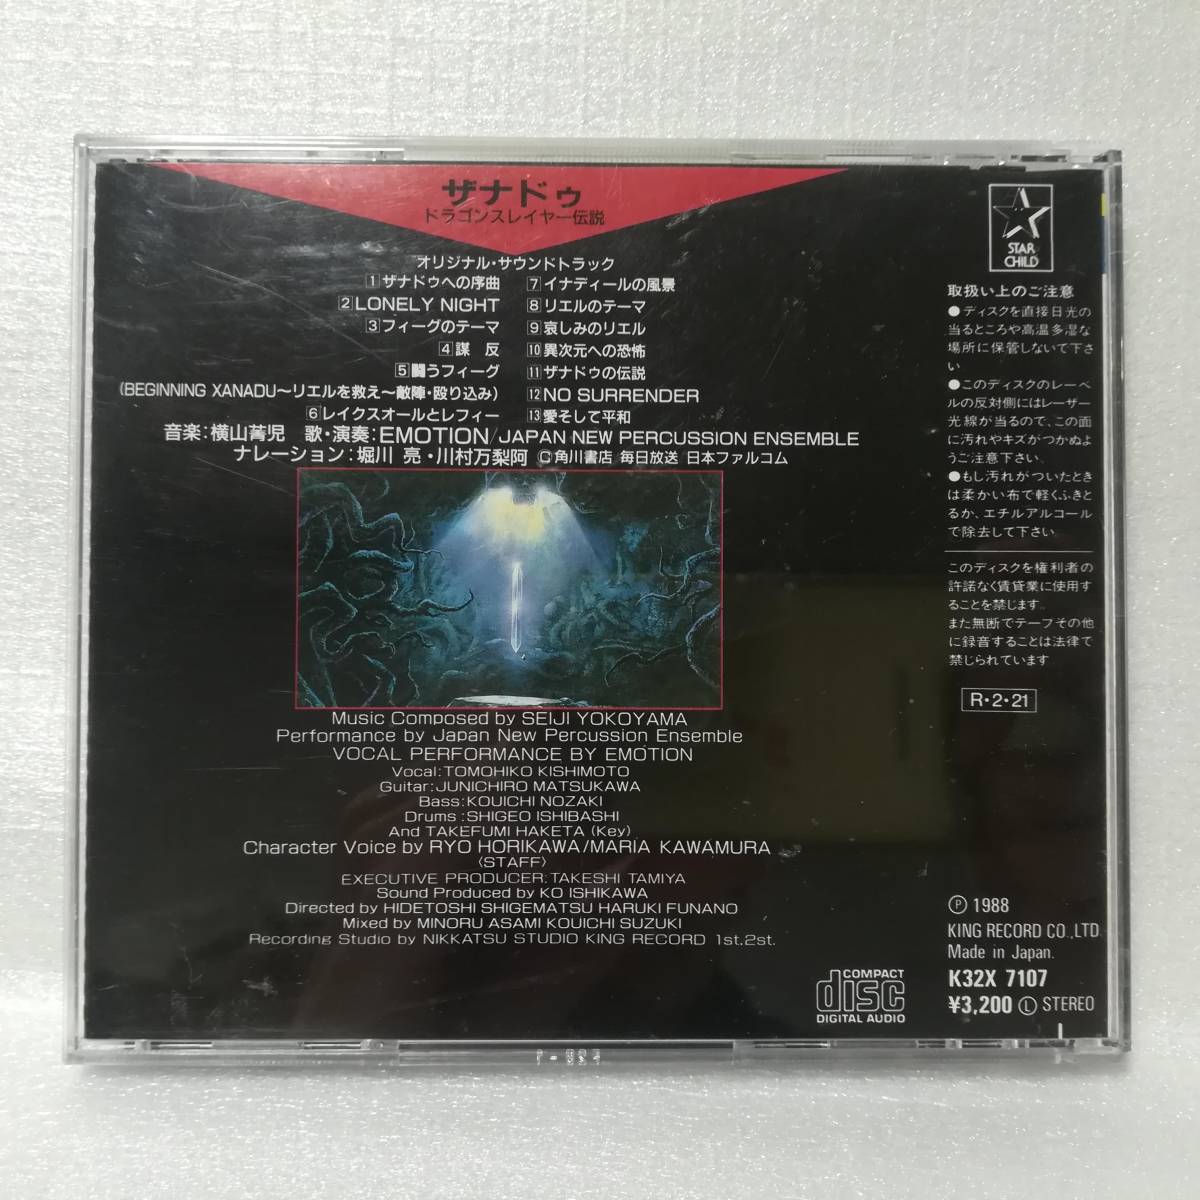 ザナドゥ
ドラゴンスレイヤー伝説
オリジナル・サウンドトラック
1 ザナドゥへの序曲
2 LONELY NIGHT
3 フィーグのテーマ
4 謀 反
5 闘うフィーグ
(BEGINNING XANADU〜リエルを救え〜敵陣・殴り込み)
6 レイクスオールとレフィー
7 イナディールの風景
8 リエルのテーマ
9 哀しみのリエル
10 異次元への恐怖
11 ザナドゥの伝説
12 NO SURRENDER
13 愛そして平和
音楽:横山菁児 歌・演奏:EMOTION/JAPAN NEW PERCUSSION ENSEMBLE
ナレーション:堀川 亮・川村万梨阿 ©角川書店 毎日放送 日本ファルコム
Music Composed by SEIJI YOKOYAMA
Performance by Japan New Percussion Ensemble
VOCAL PERFORMANCE BY EMOTION
Vocal:TOMOHIKO KISHIMOTO
Guitar:JUNICHIRO MATSUKAWA
Bass:KOUICHI NOZAKI
Drums:SHIGEO ISHIBASHI
And TAKEFUMI HAKETA (Key)
Character Voice by RYO HORIKAWA/MARIA KAWAMURA
〈STAFF〉
EXECUTIVE PRODUCER:TAKESHI TAMIYA
Sound Produced by KO ISHIKAWA
Directed by HIDETOSHI SHIGEMATSU HARUKI FUNANO
Mixed by MINORU ASAMI KOUICHI SUZUKI
Recording Studio by NIKKATSU STUDIO KING RECORD 1st.2st.
STAR
CHILD
取扱い上のご注意
●ディスクを直接日光の
当るところや高温多湿な
場所に保管しないで下さ
い
●このディスクのレーベ
ルの反対側にはレーザー
光線が当るので、この面
に汚れやキズがつかぬよ
うご注意下さい。
●もし汚れがついたとき
は柔かい布で軽くふきと
るか、エチルアルコール
で除去して下さい。
このディスクを権利者の
許諾なく賃貸業に使用す
ることを禁じます。
また無断でテープその他
に録音することは法律で
禁じられています
R・2・21
℗ 1988
KING RECORD CO.,LTD.
Made in Japan.
K32X 7107
¥3,200 Ⓛ STEREO
COMPACT
disc
DIGITAL AUDIO